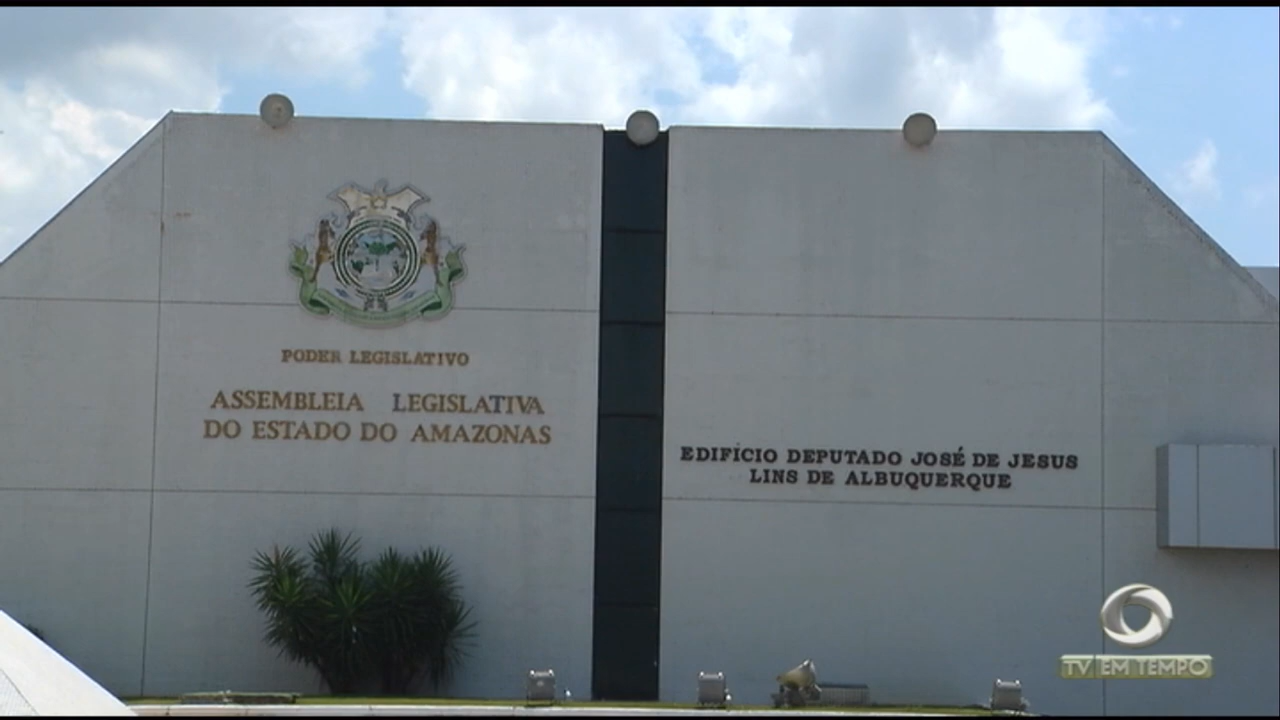 PODER LEGISLATIVO
ASSEMBLEIA LEGISLATIVA
DO ESTADO DO AMAZONAS
EDIFÍCIO DEPUTADO JOSÉ DE JESUS
LINS DE ALBUQUERQUE
TV EM TEMPO